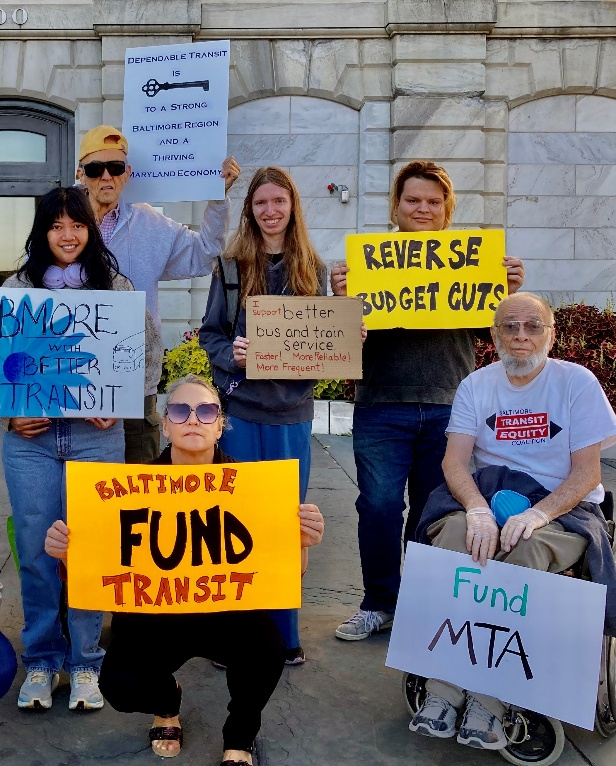 00
DEPENDABLE TRANSIT
IS
TO A STRONG
BALTIMORE REGION
AND A
THRIVING
MARYLAND ECONOMY
BMORE
WITH
BETTER
TRANSIT
I
support better
bus and train
service
Faster! More Reliable!
More Frequent!
REVERSE
BUDGET CUTS
BALTIMORE
TRANSIT
EQUITY
COALITION
BALTIMORE
FUND
TRANSIT
Fund
MTA